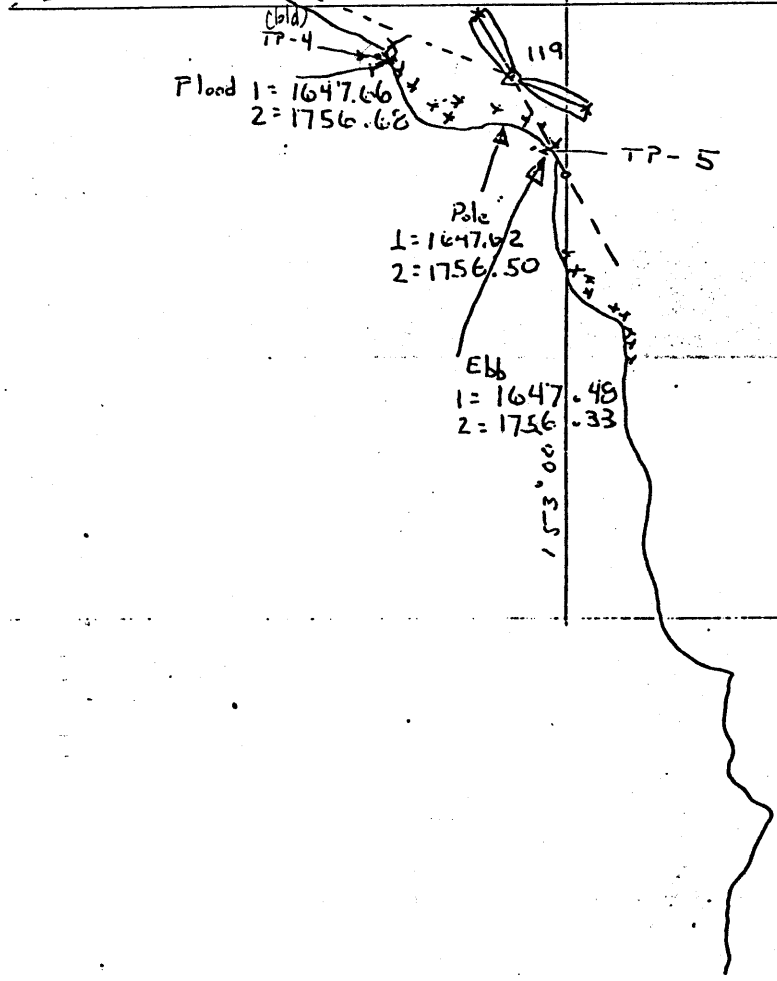 (bld)
TP-4
119
Flood 1 = 1647.66
2 = 1756.68
TP-5
Pole
1 = 1647.62
2 = 1756.50
Ebb
1 = 1647.48
2 = 1756.33
153°00